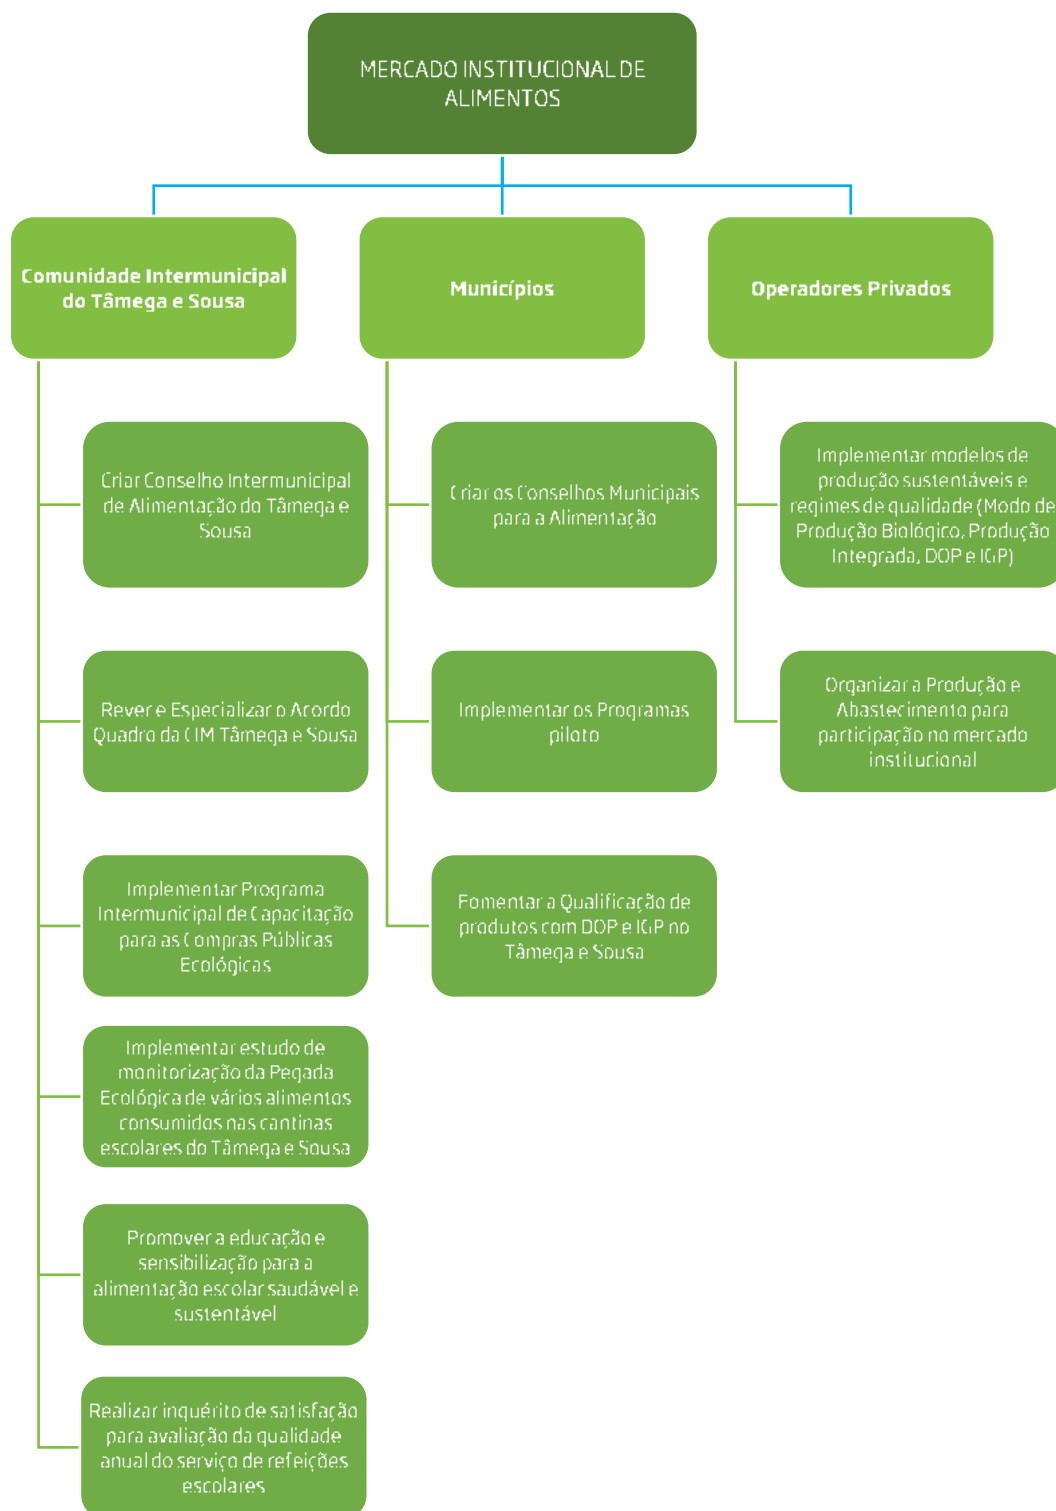 MERCADO INSTITUCIONAL DE
ALIMENTOS
Comunidade Intermunicipal
do Tâmega e Sousa
Municípios
Operadores Privados
Criar Conselho Intermunicipal
de Alimentação do Tâmega e
Sousa
Rever e Especializar o Acordo
Quadro da CIM Tâmega e Sousa
Implementar Programa
Intermunicipal de Capacitação
para as Compras Públicas
Ecológicas
Implementar estudo de
monitorização da Pegada
Ecológica de vários alimentos
consumidos nas cantinas
escolares do Tâmega e Sousa
Promover a educação e
sensibilização para a
alimentação escolar saudável e
sustentável
Realizar inquérito de satisfação
para avaliação da qualidade
anual do serviço de refeições
escolares
Criar os Conselhos Municipais
para a Alimentação
Implementar os Programas
piloto
Fomentar a Qualificação de
produtos com DOP e IGP no
Tâmega e Sousa
Implementar modelos de
produção sustentáveis e
regimes de qualidade (Modo de
Produção Biológico, Produção
Integrada, DOP e IGP)
Organizar a Produção e
Abastecimento para
participação no mercado
institucional